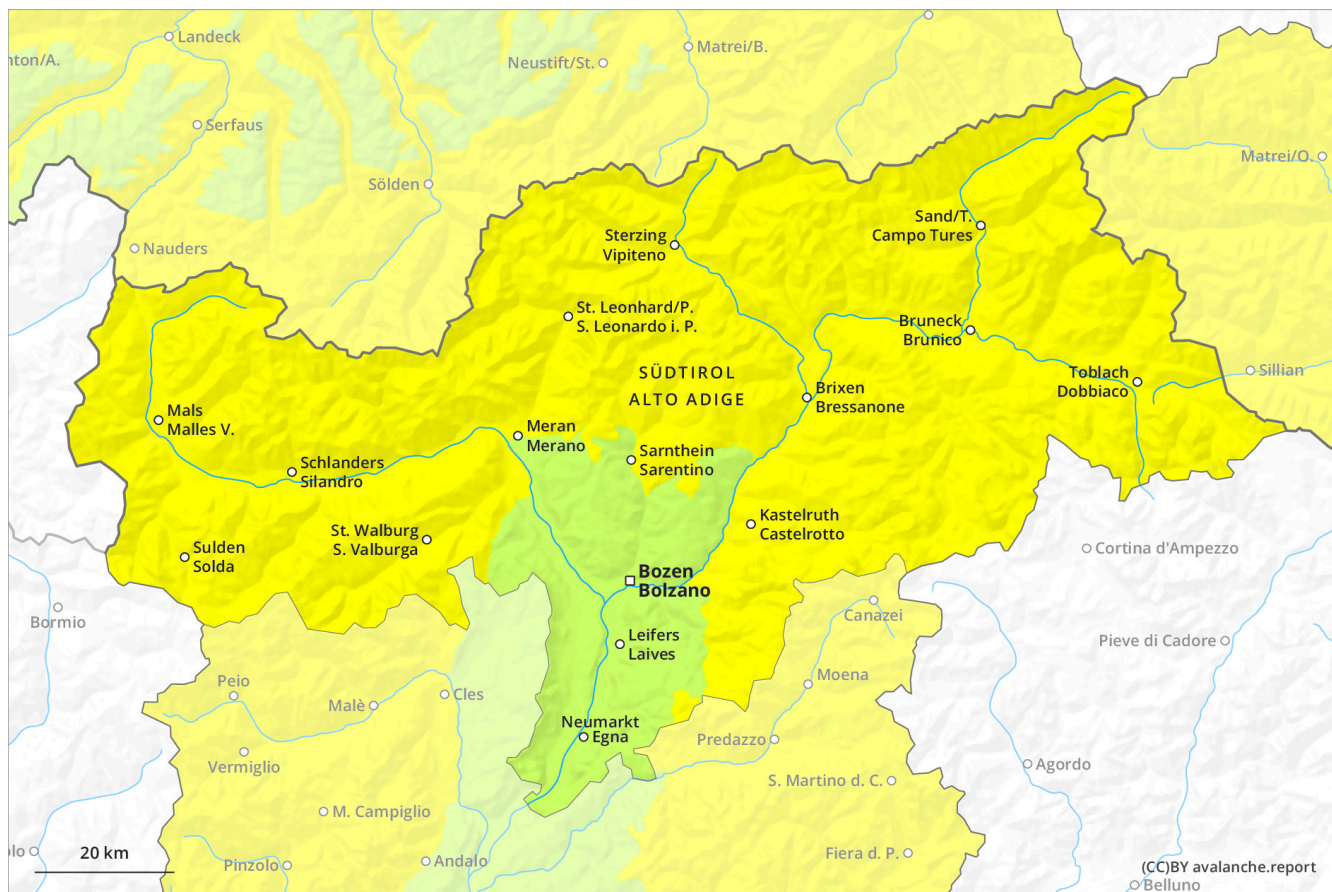 Landeck
nton/A.
Matrei/B.
Neustift/St.
Serfaus
Matrei/O.
Sölden
Sand/T.
Campo Tures
Sterzing
Vipiteno
Nauders
St. Leonhard/P.
S. Leonardo i. P.
Bruneck
Brunico
SÜDTIROL
ALTO ADIGE
Toblach
Dobbiaco
Sillian
Brixen
Bressanone
Mals
Malles V.
Meran
Merano
Sarnthein
Sarentino
Schlanders
Silandro
Kastelruth
Castelrotto
St. Walburg
S. Valburga
Sulden
Solda
Cortina d'Ampezzo
Bozen
Bolzano
Bormio
Canazei
Leifers
Laives
Pieve di Cadore
Moena
Peio
Malè
Cles
Neumarkt
Egna
Predazzo
Vermiglio
Agordo
S. Martino d. C.
M. Campiglio
olo
20 km
Pinzolo
Andalo
Fiera d. P.
(CC)BY avalanche.report
Belluno